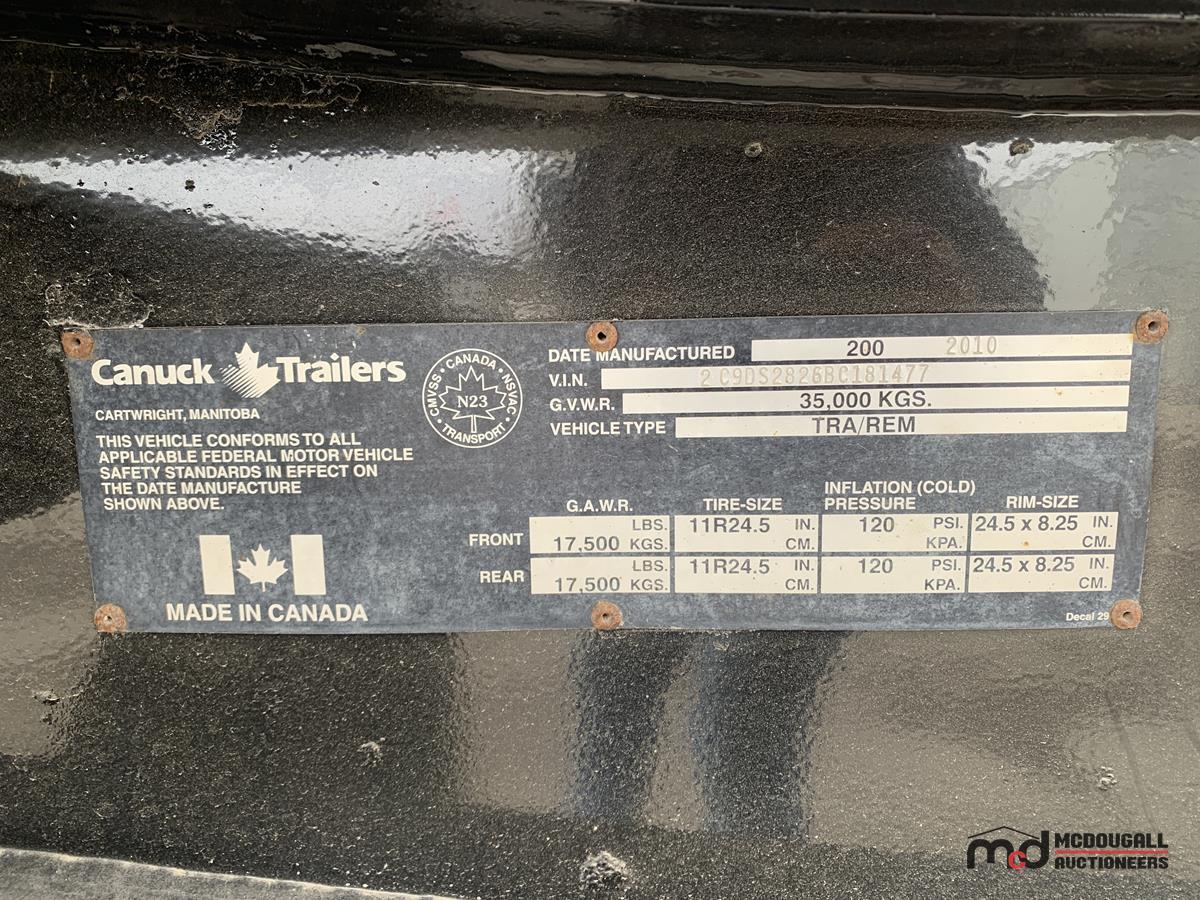 Canuck Trailers
CARTWRIGHT, MANITOBA
THIS VEHICLE CONFORMS TO ALL
APPLICABLE FEDERAL MOTOR VEHICLE
SAFETY STANDARDS IN EFFECT ON
THE DATE MANUFACTURE
SHOWN ABOVE.
MADE IN CANADA
CMVSS • CANADA • NSVAC • TRANSPORT •
N23
DATE MANUFACTURED 200 2010
V.I.N. 2 C9DS2826BC181477
G.V.W.R. 35,000 KGS.
VEHICLE TYPE TRA/REM
INFLATION (COLD)
G.A.W.R. TIRE-SIZE PRESSURE RIM-SIZE
LBS. 11R24.5 IN. 120 PSI. 24.5 x 8.25 IN.
FRONT 17,500 KGS. CM. KPA. CM.
LBS. 11R24.5 IN. 120 PSI. 24.5 x 8.25 IN.
REAR 17,500 KGS. CM. KPA. CM.
Decal 29
mcd MCDOUGALL
AUCTIONEERS